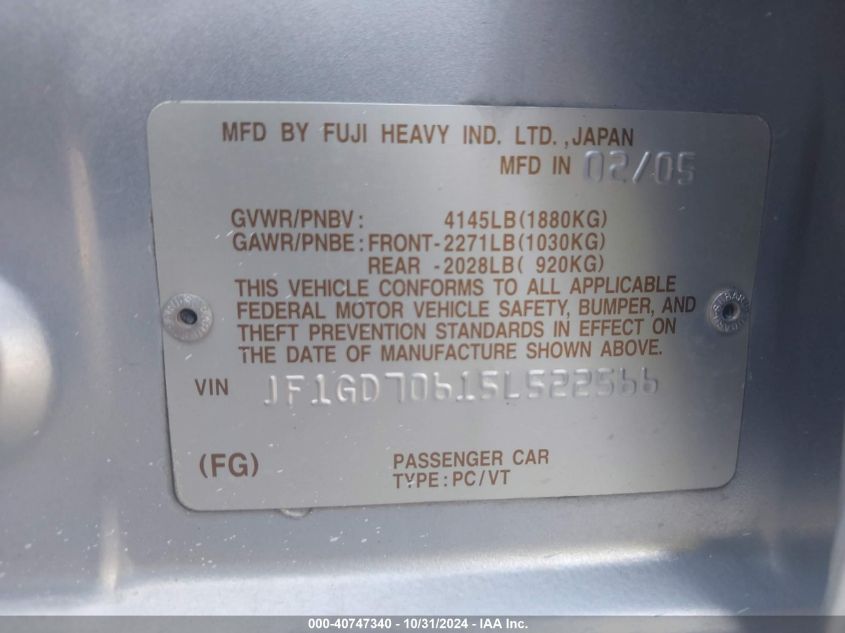 MFD BY FUJI HEAVY IND. LTD.,JAPAN
MFD IN 02/05
GVWR/PNBV: 4145LB(1880KG)
GAWR/PNBE:FRONT-2271LB(1030KG)
REAR -2028LB( 920KG)
THIS VEHICLE CONFORMS TO ALL APPLICABLE
FEDERAL MOTOR VEHICLE SAFETY, BUMPER, AND
THEFT PREVENTION STANDARDS IN EFFECT ON
THE DATE OF MANUFACTURE SHOWN ABOVE.
VIN JF1GD70615L522566
(FG) PASSENGER CAR
TYPE:PC/VT
000-40747340 - 10/31/2024 - IAA Inc.